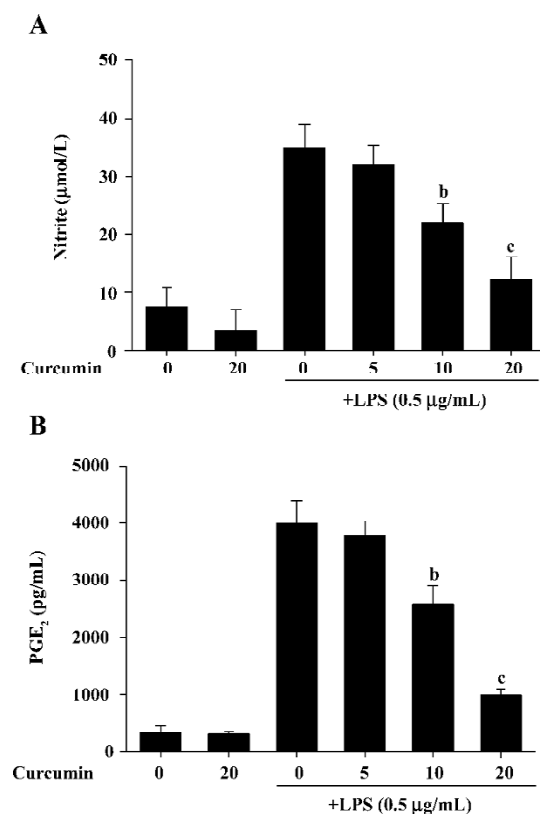 A
50
40
30
20
10
0
Nitrite (μmol/L)
b
c
Curcumin 0 20 0 5 10 20
+LPS (0.5 μg/mL)
B
5000
4000
3000
2000
1000
0
PGE₂ (pg/mL)
b
c
Curcumin 0 20 0 5 10 20
+LPS (0.5 μg/mL)